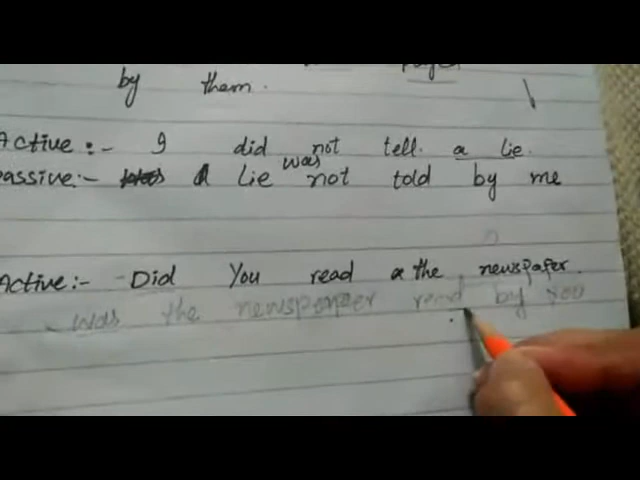 by them.
Active :- I did not tell. a lie.
Passive:- A Lie was not told by me
Active:- Did You read the newspaper.
was the newspaper read by you